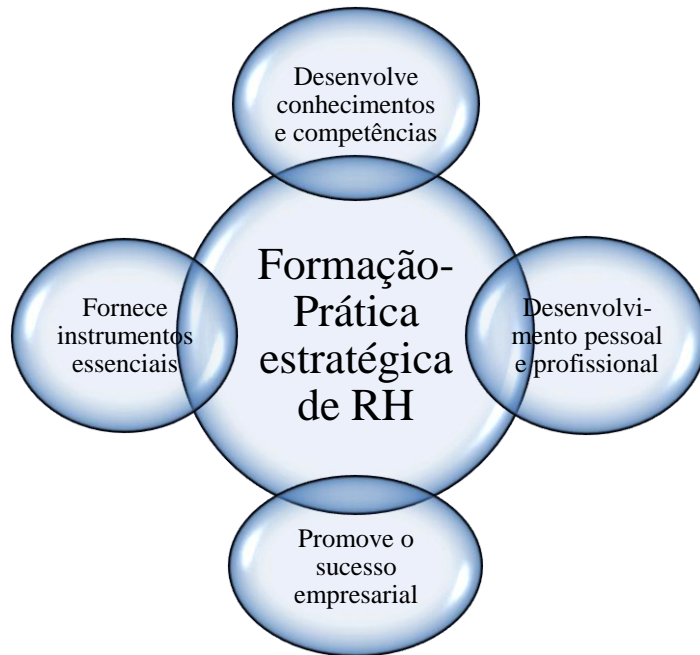 Desenvolve
conhecimentos
e competências
Formação-
Prática
estratégica
de RH
Fornece
instrumentos
essenciais
Desenvolvi-
mento pessoal
e profissional
Promove o
sucesso
empresarial